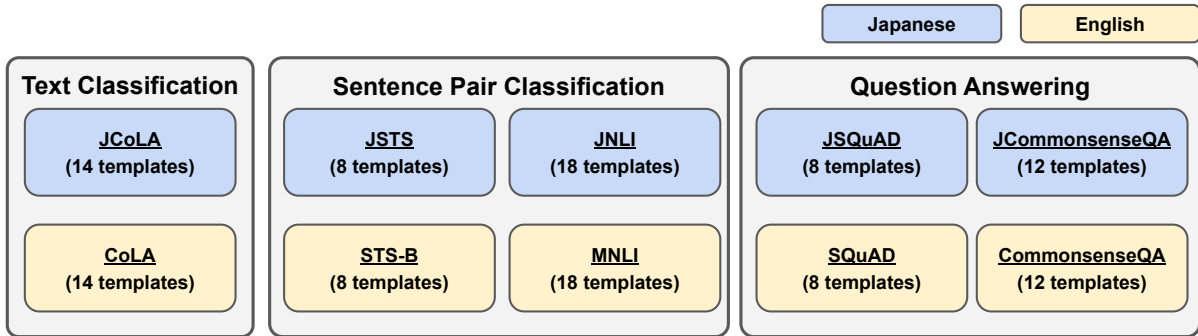 Japanese
English
Text Classification
JCoLA
(14 templates)
CoLA
(14 templates)
Sentence Pair Classification
JSTS
(8 templates)
JNLI
(18 templates)
STS-B
(8 templates)
MNLI
(18 templates)
Question Answering
JSQuAD
(8 templates)
JCommonsenseQA
(12 templates)
SQuAD
(8 templates)
CommonsenseQA
(12 templates)